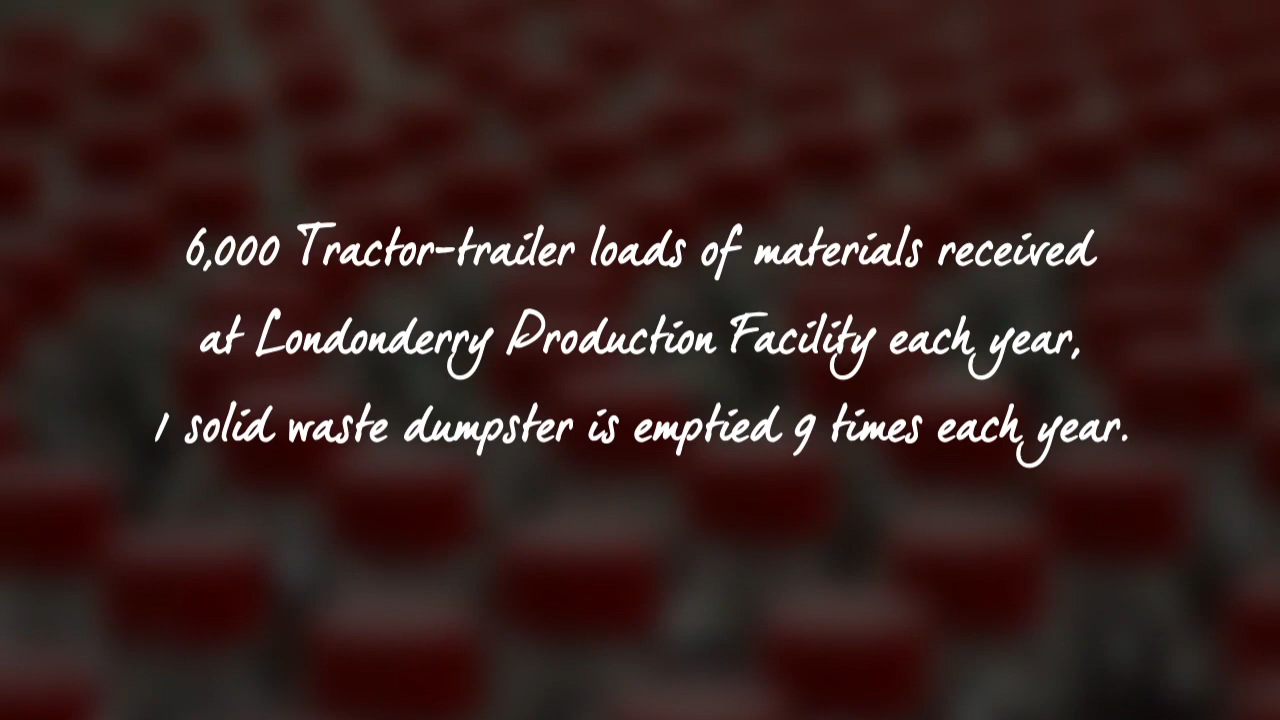 6,000 Tractor-trailer loads of materials received
at Londonderry Production Facility each year,
1 solid waste dumpster is emptied 9 times each year.